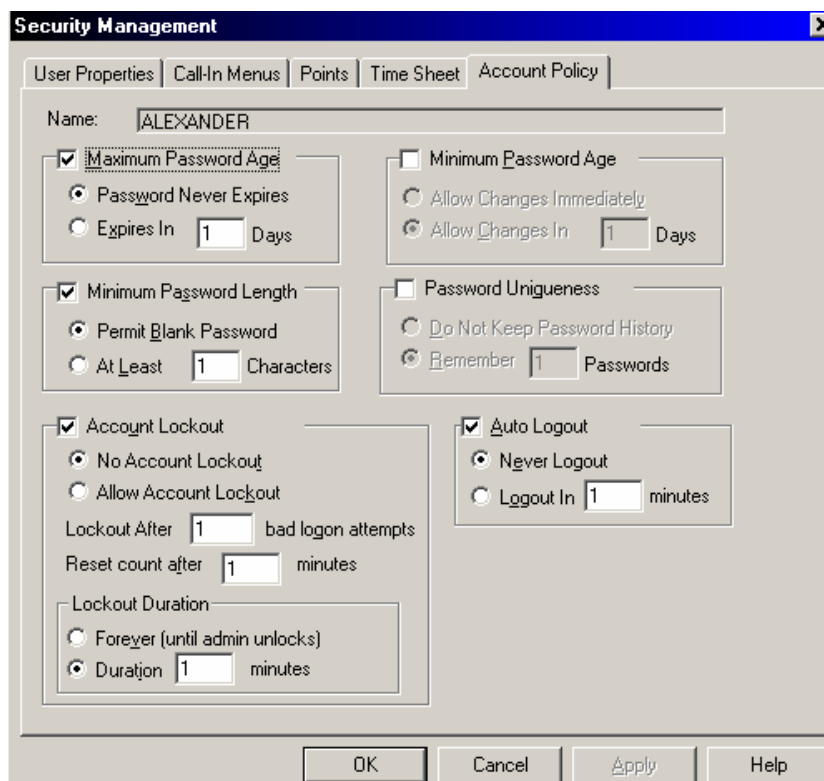 Security Management
User Properties Call-In Menus Points Time Sheet Account Policy
Name: ALEXANDER
Maximum Password Age
Password Never Expires
Expires In 1 Days
Minimum Password Age
Allow Changes Immediately
Allow Changes In 1 Days
Minimum Password Length
Permit Blank Password
At Least 1 Characters
Password Unigueness
Do Not Keep Password History
Remember 1 Passwords
Account Lockout
No Account Lockout
Allow Account Lockout
Lockout After 1 bad logon attempts
Reset count after 1 minutes
Lockout Duration
Forever (until admin unlocks)
Duration 1 minutes
Auto Logout
Never Logout
Logout In 1 minutes
OK Cancel Apply Help